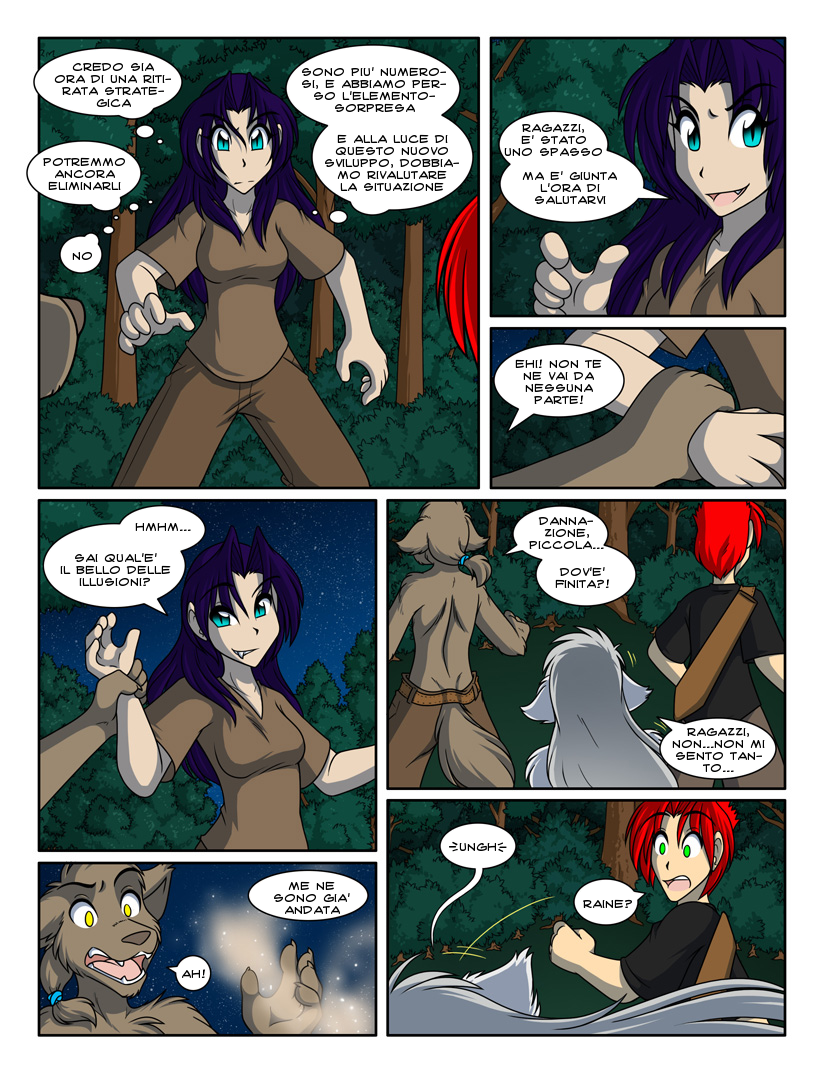 CREDO SIA
ORA DI UNA RITI-
RATA STRATE-
GICA
SONO PIU' NUMERO-
SI, E ABBIAMO PER-
SO L'ELEMENTO-
SORPRESA
E ALLA LUCE DI
QUESTO NUOVO
SVILUPPO, DOBBIA-
MO RIVALUTARE
LA SITUAZIONE
POTREMMO
ANCORA
ELIMINARLI
NO
RAGAZZI,
E' STATO
UNO SPASSO
MA E' GIUNTA
L'ORA DI
SALUTARVI
EHI! NON TE
NE VAI DA
NESSUNA
PARTE!
HMHM...
SAI QUAL'E'
IL BELLO DELLE
ILLUSIONI?
ME NE
SONO GIA'
ANDATA
AH!
DANNA-
ZIONE,
PICCOLA...
DOV'E'
FINITA?!
RAGAZZI,
NON...NON MI
SENTO TAN-
TO...
UNGH
RAINE?